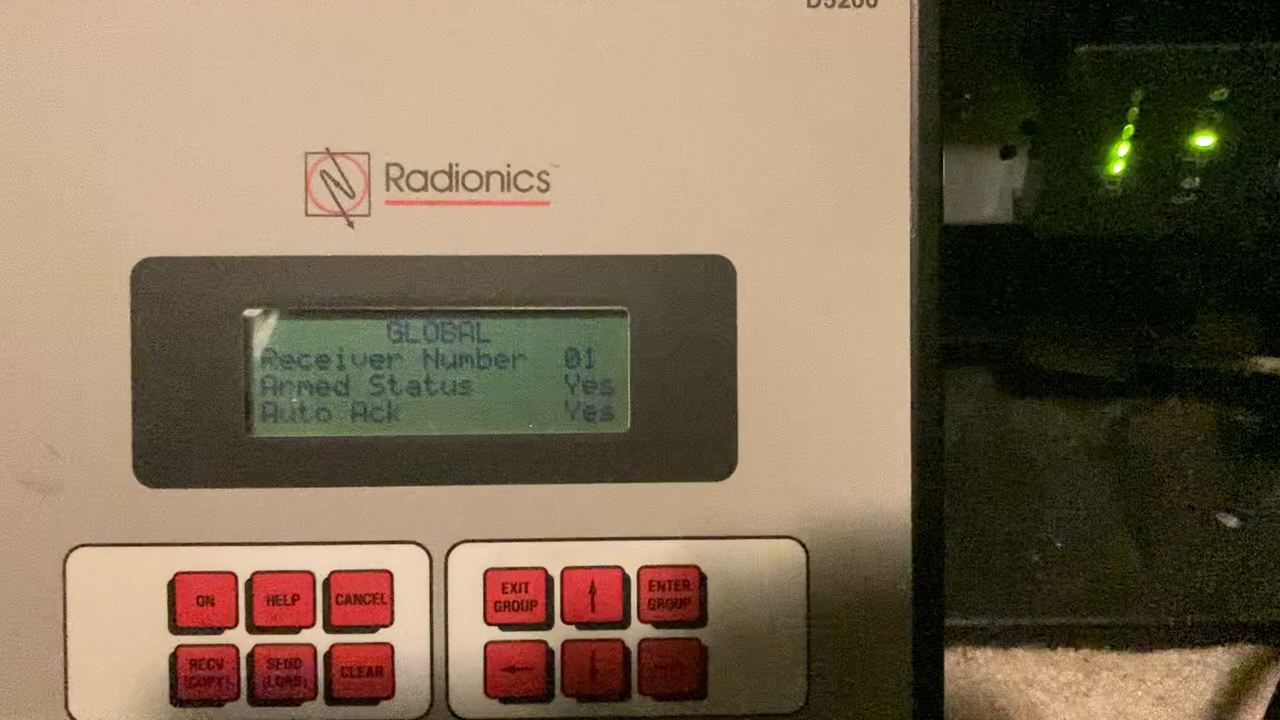 D5200
Radionics
GLOBAL
Receiver Number 01
Armed Status Yes
Auto Ack Yes
ON
HELP
CANCEL
EXIT GROUP
ENTER GROUP
RECV (COPY)
SEND (LOAD)
CLEAR